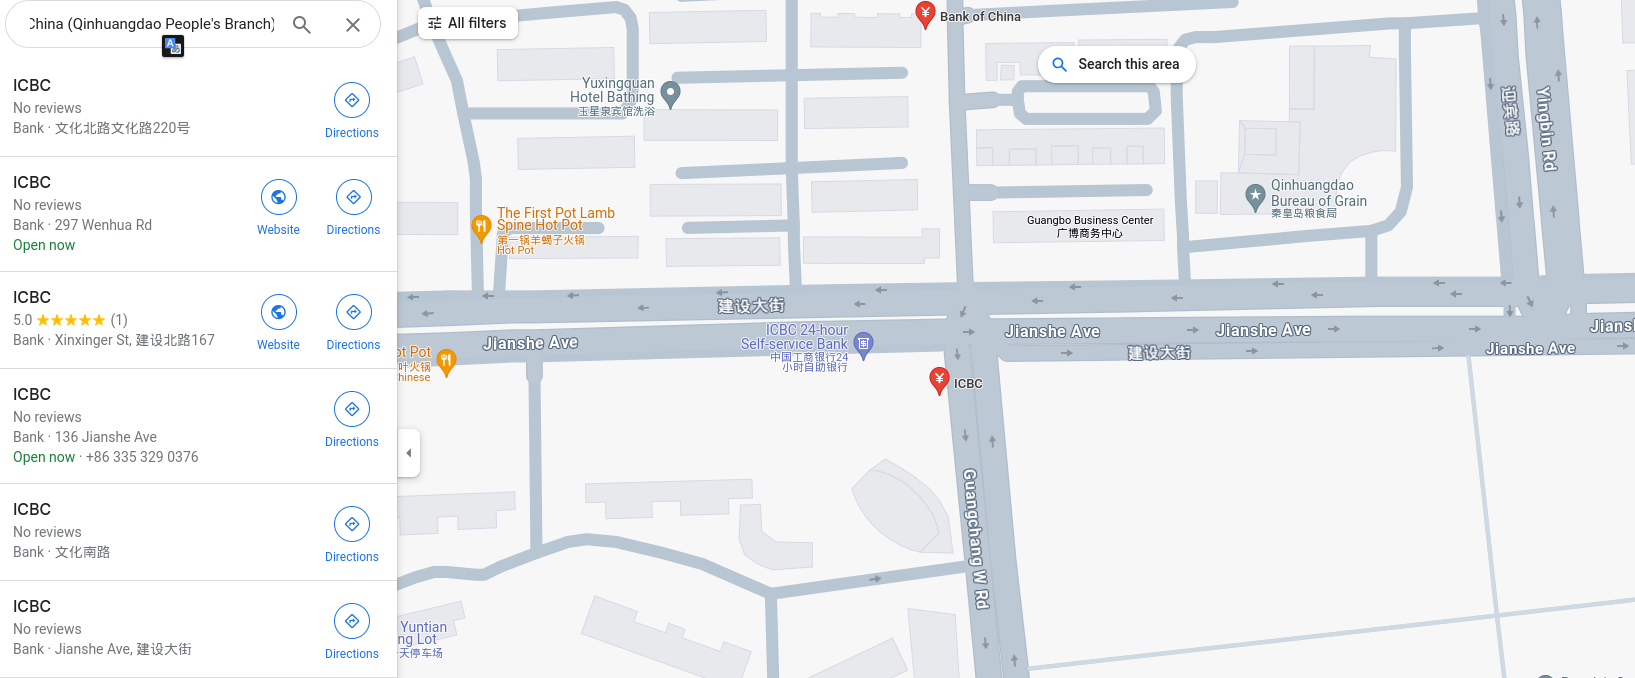 China (Qinhuangdao People's Branch)
ICBC
No reviews
Bank · 文化北路文化路220号
Directions
ICBC
No reviews
Bank · 297 Wenhua Rd
Open now
Website
Directions
ICBC
5.0 ★★★★★ (1)
Bank · Xinxinger St, 建设北路167
Website
Directions
ICBC
No reviews
Bank · 136 Jianshe Ave
Open now · +86 335 329 0376
Directions
ICBC
No reviews
Bank · 文化南路
Directions
ICBC
No reviews
Bank · Jianshe Ave, 建设大街
Directions
All filters
Bank of China
Search this area
Yuxingquan
Hotel Bathing
玉星泉宾馆洗浴
迎宾路
Yingbin Rd
Qinhuangdao
Bureau of Grain
秦皇岛粮食局
The First Pot Lamb
Spine Hot Pot
第一锅羊蝎子火锅
Hot Pot
Guangbo Business Center
广博商务中心
建设大街
Jianshe Ave
ICBC 24-hour
Self-service Bank
中国工商银行24
小时自助银行
Jianshe Ave
Jianshe Ave
Jiansh
建设大街
Jianshe Ave
ot Pot
叶火锅
hinese
ICBC
Guangchang W Rd
Yuntian
ng Lot
天停车场